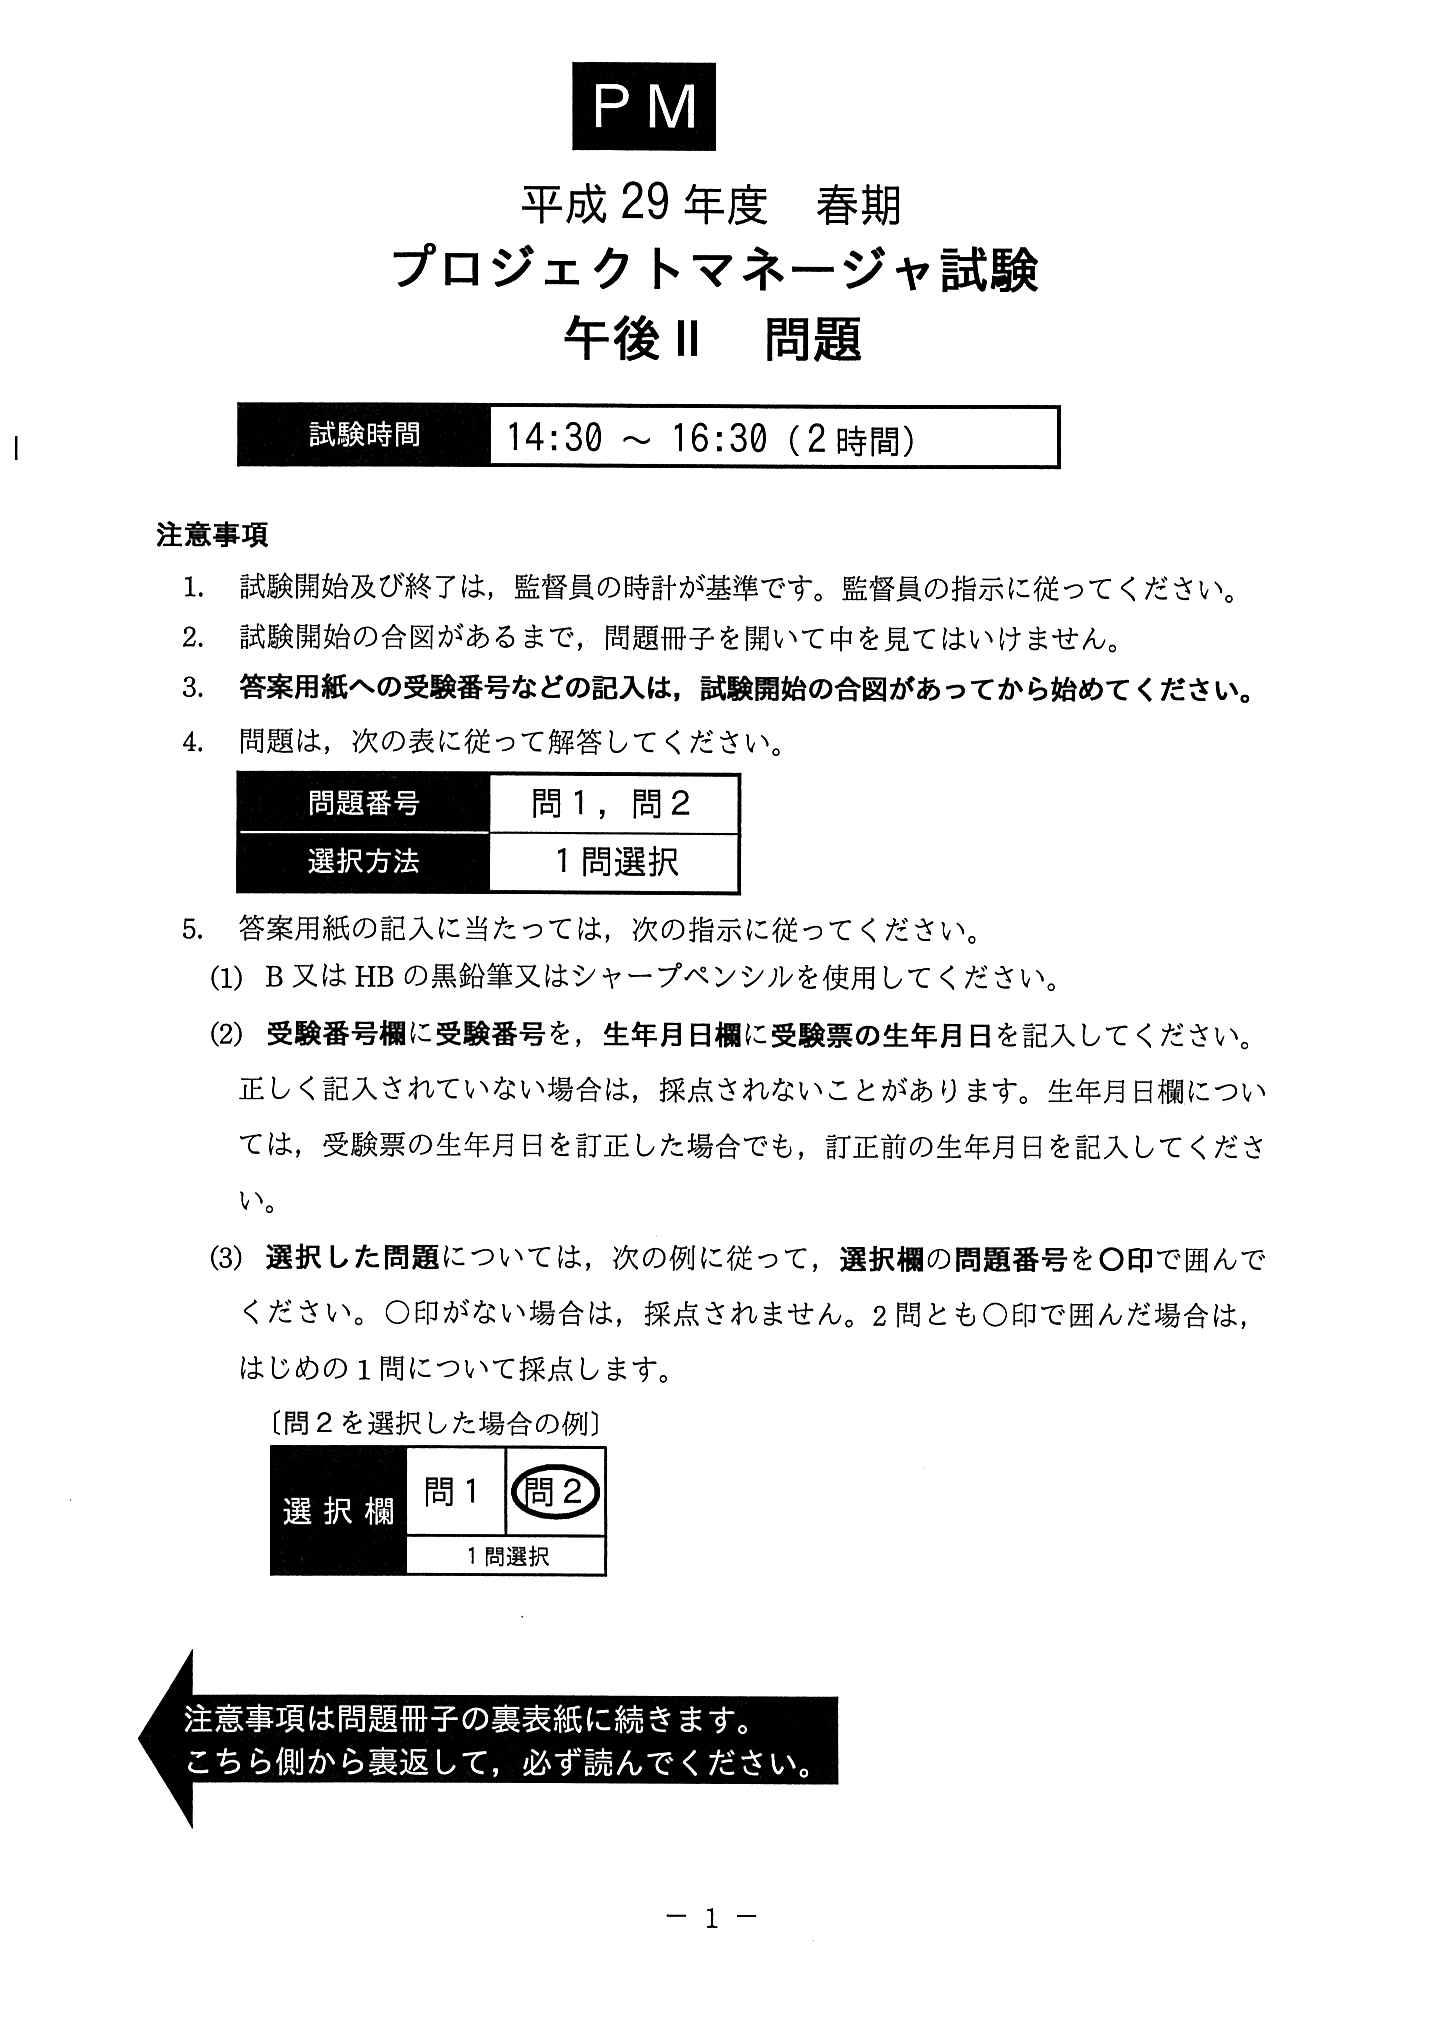 PM
平成 29 年度　春期
プロジェクトマネージャ試験
午後Ⅱ　問題
試験時間　14:30 ～ 16:30（2 時間）
注意事項
1.　試験開始及び終了は，監督員の時計が基準です。監督員の指示に従ってください。
2.　試験開始の合図があるまで，問題冊子を開いて中を見てはいけません。
3.　答案用紙への受験番号などの記入は，試験開始の合図があってから始めてください。
4.　問題は，次の表に従って解答してください。
問題番号　問 1，問 2
選択方法　1 問選択
5.　答案用紙の記入に当たっては，次の指示に従ってください。
(1)　B 又は HB の黒鉛筆又はシャープペンシルを使用してください。
(2)　受験番号欄に受験番号を，生年月日欄に受験票の生年月日を記入してください。
正しく記入されていない場合は，採点されないことがあります。生年月日欄につい
ては，受験票の生年月日を訂正した場合でも，訂正前の生年月日を記入してくださ
い。
(3)　選択した問題については，次の例に従って，選択欄の問題番号を〇印で囲んで
ください。〇印がない場合は，採点されません。2 問とも〇印で囲んだ場合は，
はじめの 1 問について採点します。
〔問 2 を選択した場合の例〕
選択欄　問 1　問 2
1 問選択
注意事項は問題冊子の裏表紙に続きます。
こちら側から裏返して，必ず読んでください。
－ 1 －